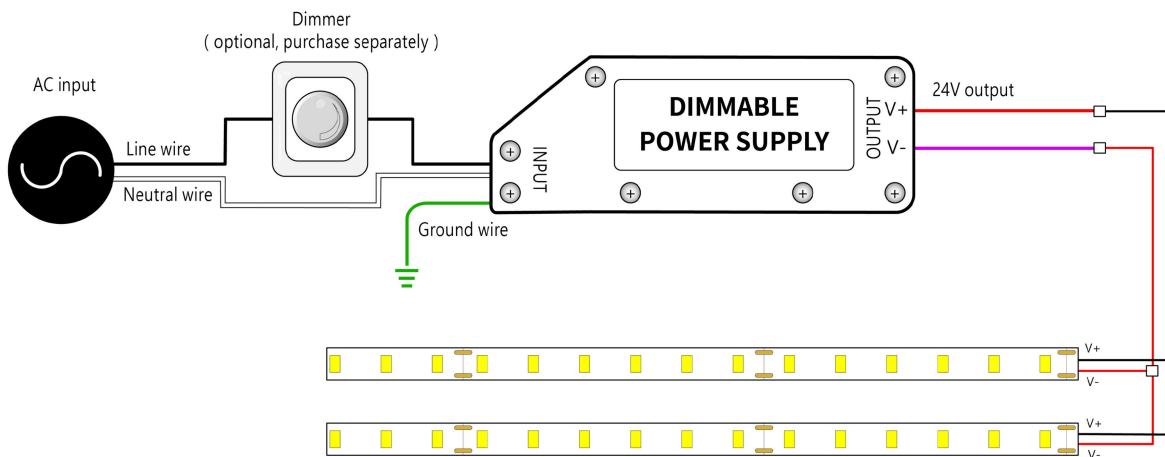 Dimmer
( optional, purchase separately )
AC input
Line wire
Neutral wire
Ground wire
INPUT
DIMMABLE
POWER SUPPLY
OUTPUT
V+
V-
24V output
V+
V-
V+
V-